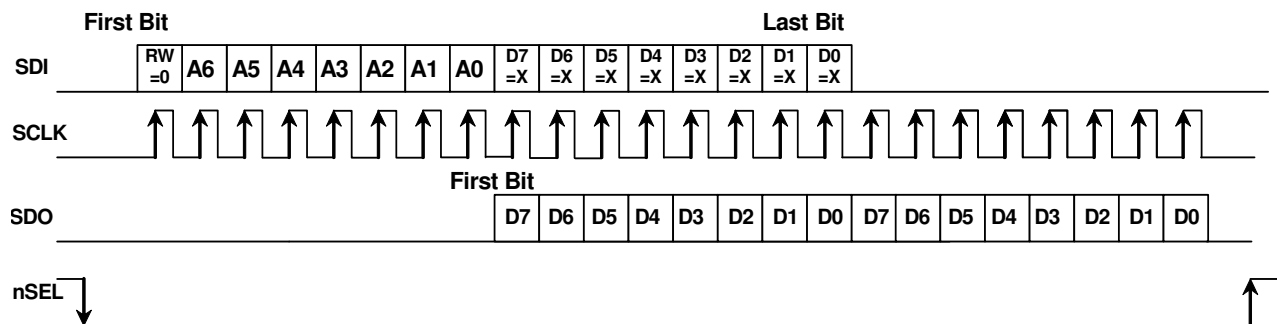 First Bit Last Bit
SDI RW =0 A6 A5 A4 A3 A2 A1 A0 D7 =X D6 =X D5 =X D4 =X D3 =X D2 =X D1 =X D0 =X
SCLK
First Bit
SDO D7 D6 D5 D4 D3 D2 D1 D0 D7 D6 D5 D4 D3 D2 D1 D0
nSEL